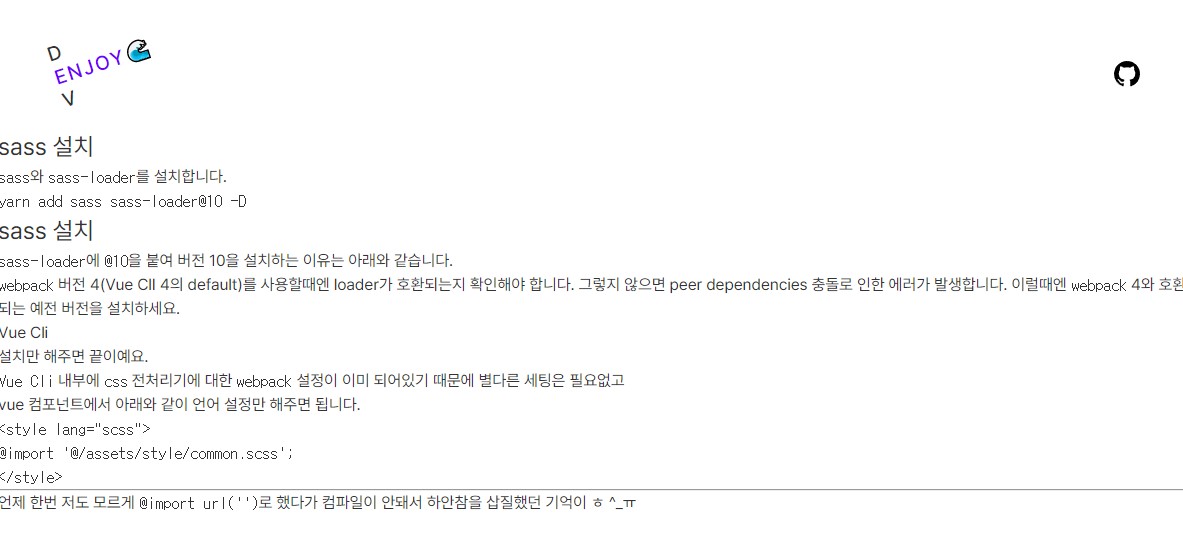 D
ENJOY
V
sass 설치
sass와 sass-loader를 설치합니다.
yarn add sass sass-loader@10 -D
sass 설치
sass-loader에 @10을 붙여 버전 10을 설치하는 이유는 아래와 같습니다.
webpack 버전 4(Vue ClI 4의 default)를 사용할때엔 loader가 호환되는지 확인해야 합니다. 그렇지 않으면 peer dependencies 충돌로 인한 에러가 발생합니다. 이럴때엔 webpack 4와 호환
되는 예전 버전을 설치하세요.
Vue Cli
설치만 해주면 끝이예요.
Vue Cli 내부에 css 전처리기에 대한 webpack 설정이 이미 되어있기 때문에 별다른 세팅은 필요없고
vue 컴포넌트에서 아래와 같이 언어 설정만 해주면 됩니다.
<style lang="scss">
@import '@/assets/style/common.scss';
</style>
언제 한번 저도 모르게 @import url('')로 했다가 컴파일이 안돼서 하안참을 삽질했던 기억이 ㅎ ^_ㅠ